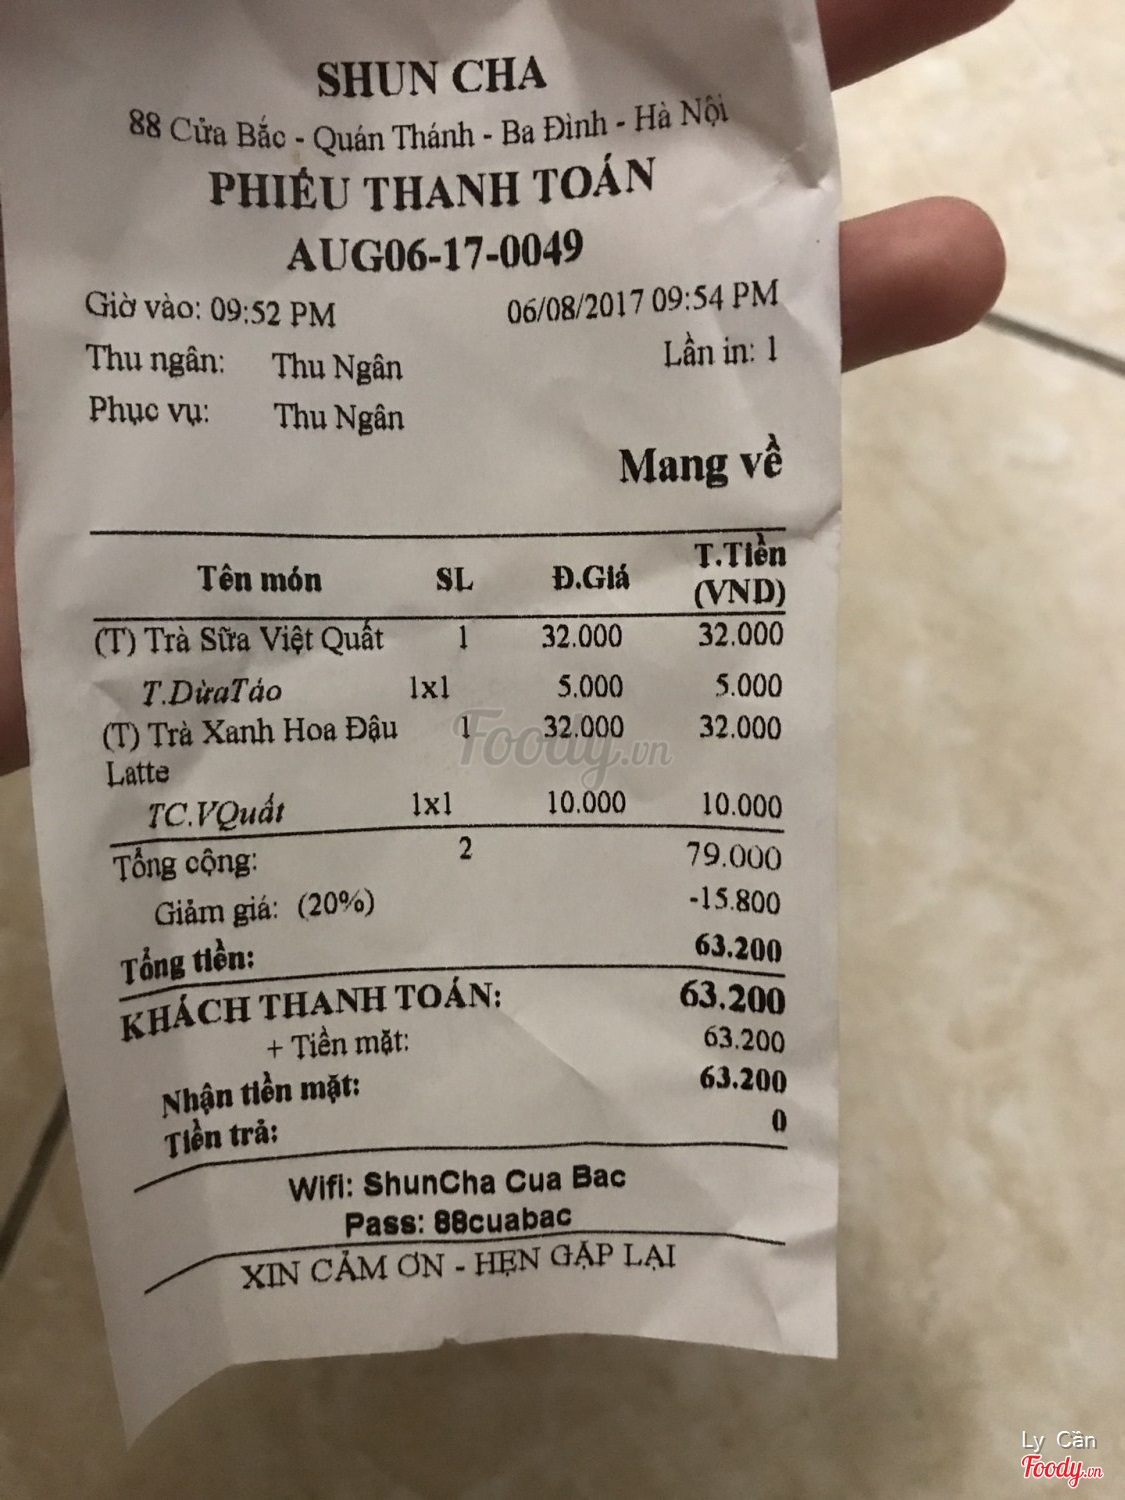 SHUN CHA
88 Cửa Bắc - Quán Thánh - Ba Đình - Hà Nội
PHIẾU THANH TOÁN
AUG06-17-0049
Giờ vào: 09:52 PM 06/08/2017 09:54 PM
Thu ngân: Thu Ngân Lần in: 1
Phục vụ: Thu Ngân
Mang về
Tên món SL Đ.Giá T.Tiền (VND)
(T) Trà Sữa Việt Quất 1 32.000 32.000
T.DừaTáo 1x1 5.000 5.000
(T) Trà Xanh Hoa Đậu 1 32.000 32.000
Latte
TC.VQuất 1x1 10.000 10.000
Tổng cộng: 2 79.000
Giảm giá: (20%) -15.800
Tổng tiền: 63.200
KHÁCH THANH TOÁN: 63.200
+ Tiền mặt: 63.200
Nhận tiền mặt: 63.200
Tiền trả: 0
Wifi: ShunCha Cua Bac
Pass: 88cuabac
XIN CẢM ƠN - HẸN GẶP LẠI
Foody.vn
Ly Cần
Foody.vn